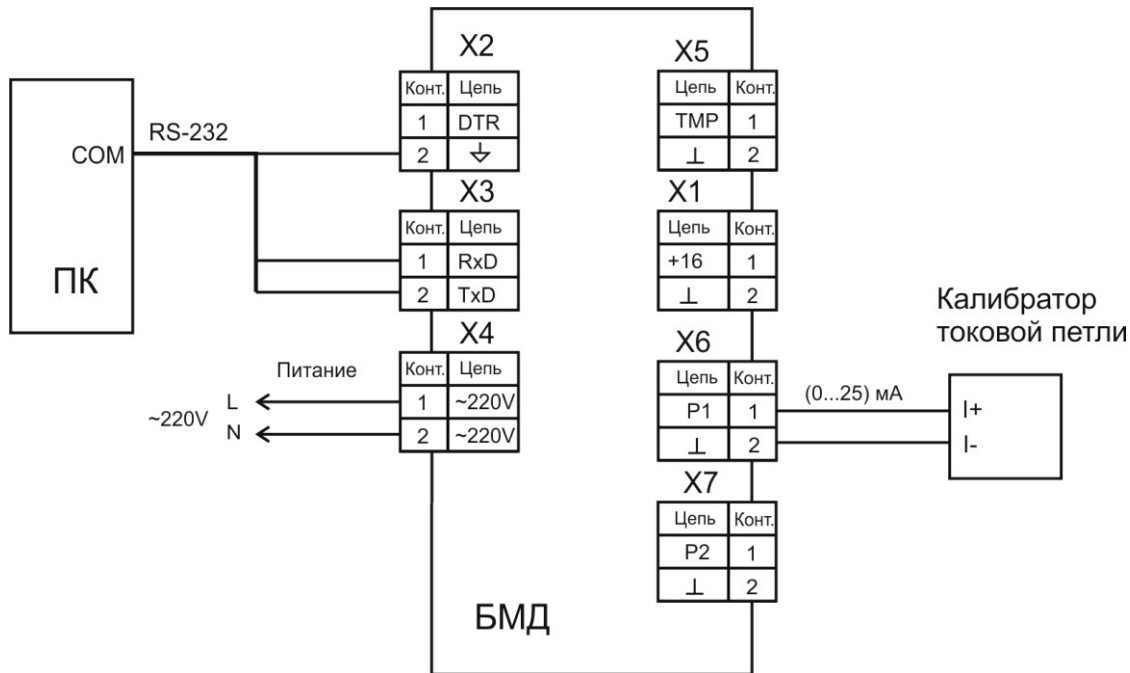 ПК
COM
RS-232
X2
Конт. Цепь
1 DTR
2
X3
Конт. Цепь
1 RxD
2 TxD
X4
Конт. Цепь
1 ~220V
2 ~220V
Питание
~220V
L
N
X5
Цепь Конт.
TMP 1
⊥ 2
X1
Цепь Конт.
+16 1
⊥ 2
X6
Цепь Конт.
P1 1
⊥ 2
X7
Цепь Конт.
P2 1
⊥ 2
БМД
(0...25) мА
Калибратор
токовой петли
I+
I-